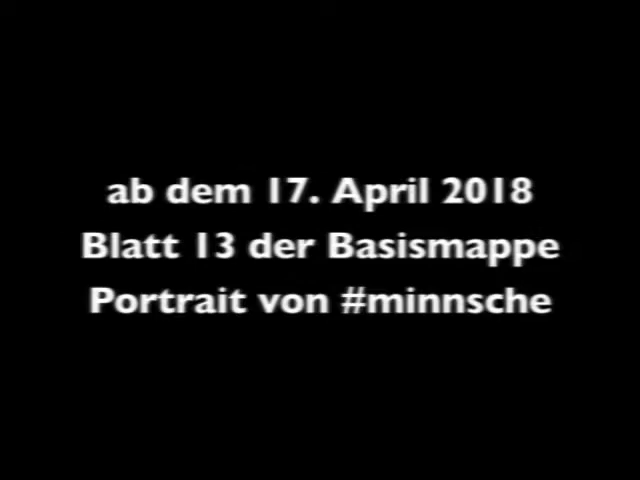 ab dem 17. April 2018
Blatt 13 der Basismappe
Portrait von #minnsche